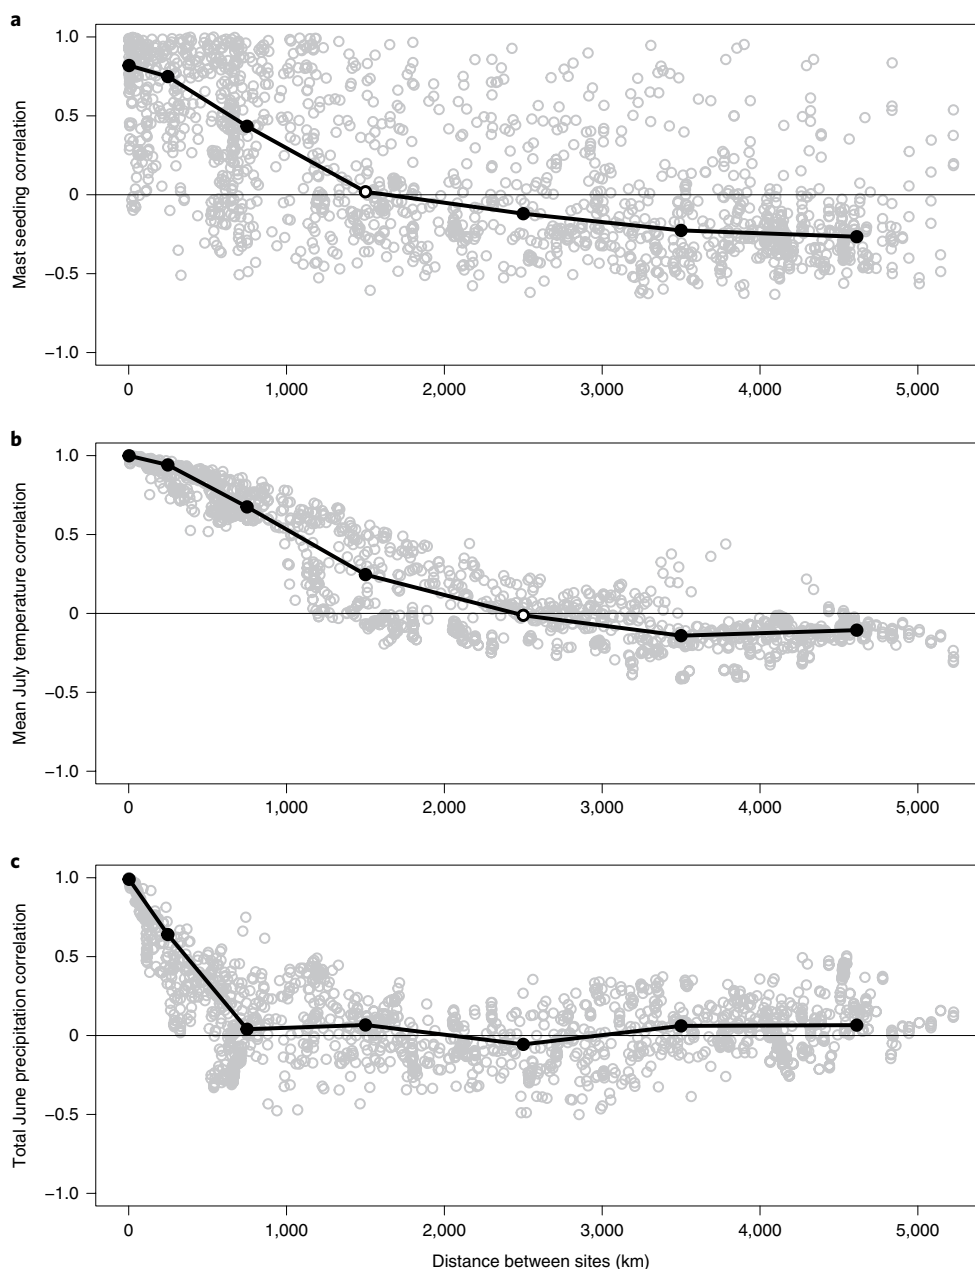 a
Mast seeding correlation
1.0
0.5
0
−0.5
−1.0
0 1,000 2,000 3,000 4,000 5,000
b
Mean July temperature correlation
1.0
0.5
0
−0.5
−1.0
0 1,000 2,000 3,000 4,000 5,000
c
Total June precipitation correlation
1.0
0.5
0
−0.5
−1.0
0 1,000 2,000 3,000 4,000 5,000
Distance between sites (km)